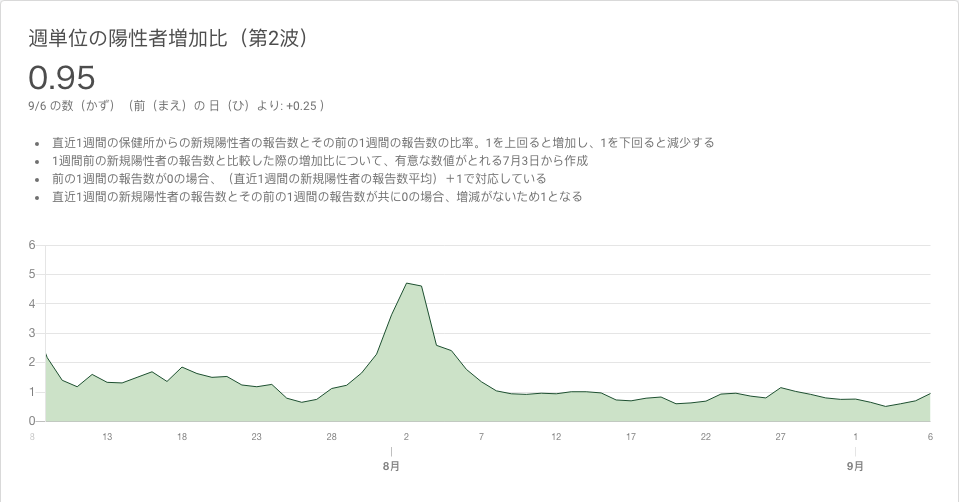 週単位の陽性者増加比（第2波）
0.95
9/6 の数（かず）（前（まえ）の 日（ひ）より: +0.25 ）
直近1週間の保健所からの新規陽性者の報告数とその前の1週間の報告数の比率。1を上回ると増加し、1を下回ると減少する
1週間前の新規陽性者の報告数と比較した際の増加比について、有意な数値がとれる7月3日から作成
前の1週間の報告数が0の場合、（直近1週間の新規陽性者の報告数平均）＋1で対応している
直近1週間の新規陽性者の報告数とその前の1週間の報告数が共に0の場合、増減がないため1となる
6
5
4
3
2
1
0
8 13 18 23 28 2 7 12 17 22 27 1 6
8月 9月